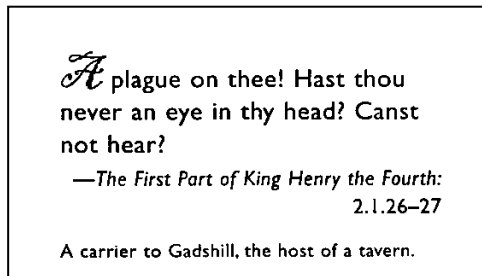 A plague on thee! Hast thou
never an eye in thy head? Canst
not hear?
—The First Part of King Henry the Fourth:
2.1.26–27
A carrier to Gadshill, the host of a tavern.